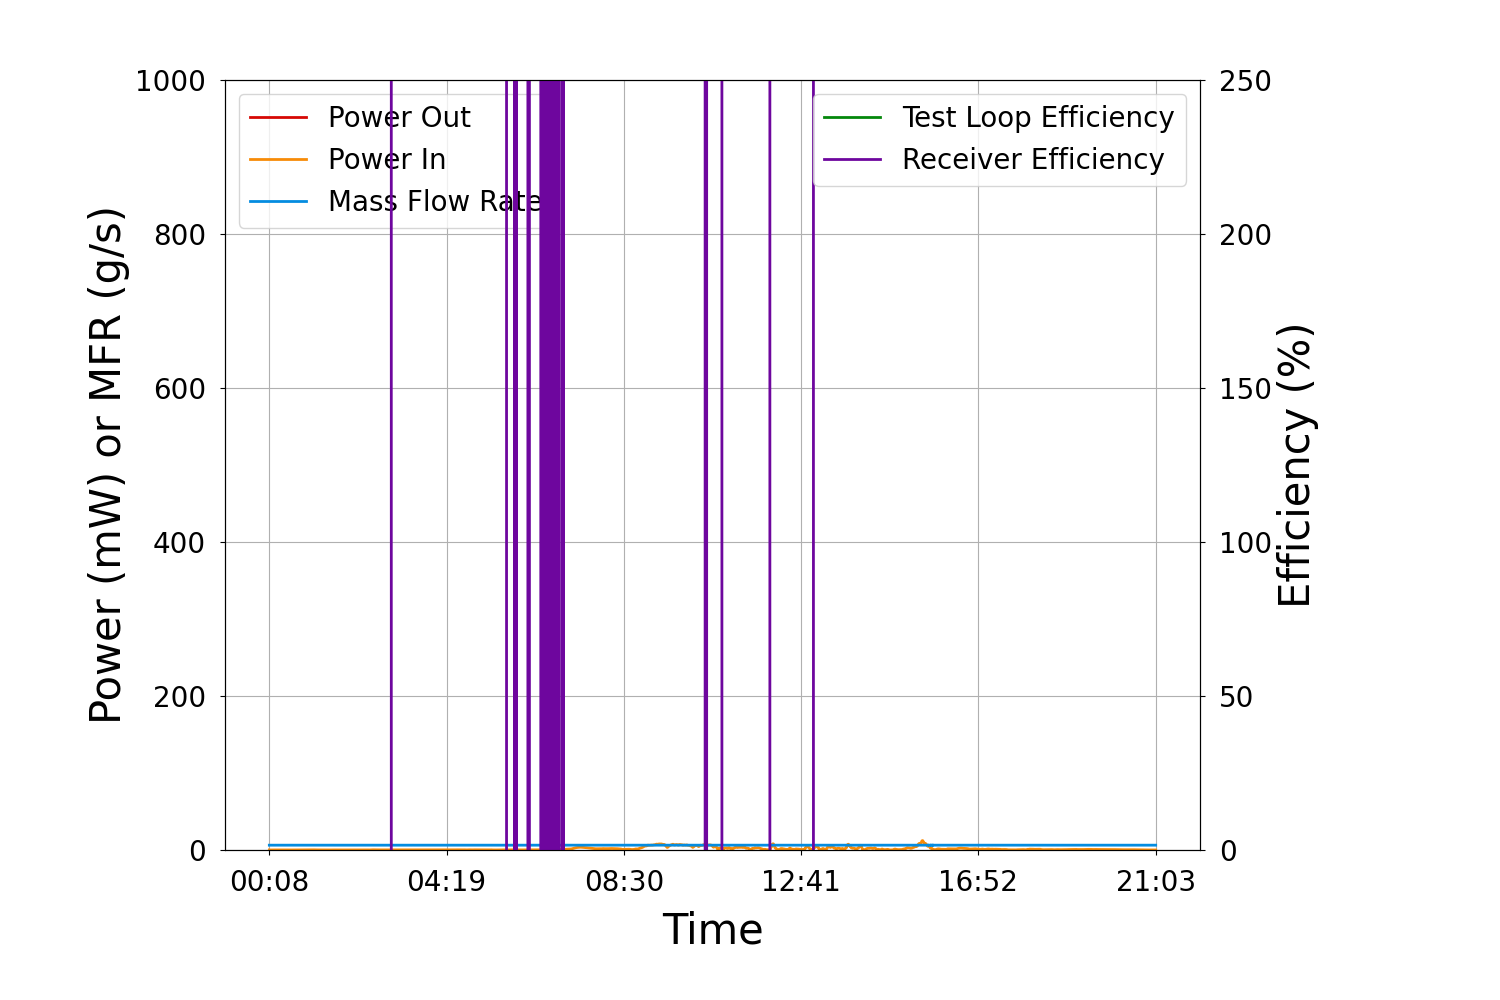 1000
800
600
400
200
0
Power (mW) or MFR (g/s)
Power Out
Power In
Mass Flow Rate
Test Loop Efficiency
Receiver Efficiency
250
200
150
100
50
0
Efficiency (%)
00:08 04:19 08:30 12:41 16:52 21:03
Time